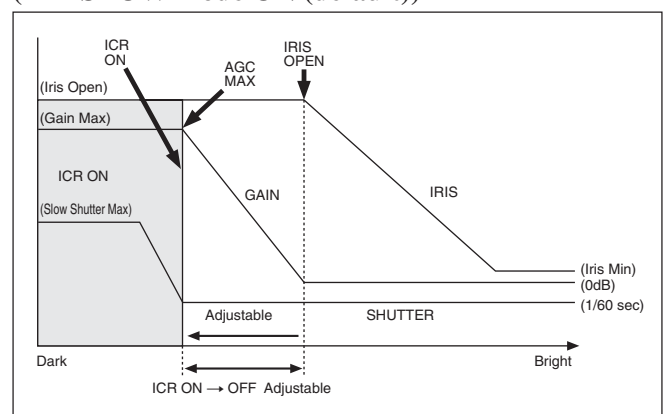 ICR
ON
AGC
MAX
IRIS
OPEN
(Iris Open)
(Gain Max)
ICR ON
(Slow Shutter Max)
GAIN
IRIS
(Iris Min)
(0dB)
(1/60 sec)
Adjustable
SHUTTER
Dark
Bright
ICR ON → OFF Adjustable